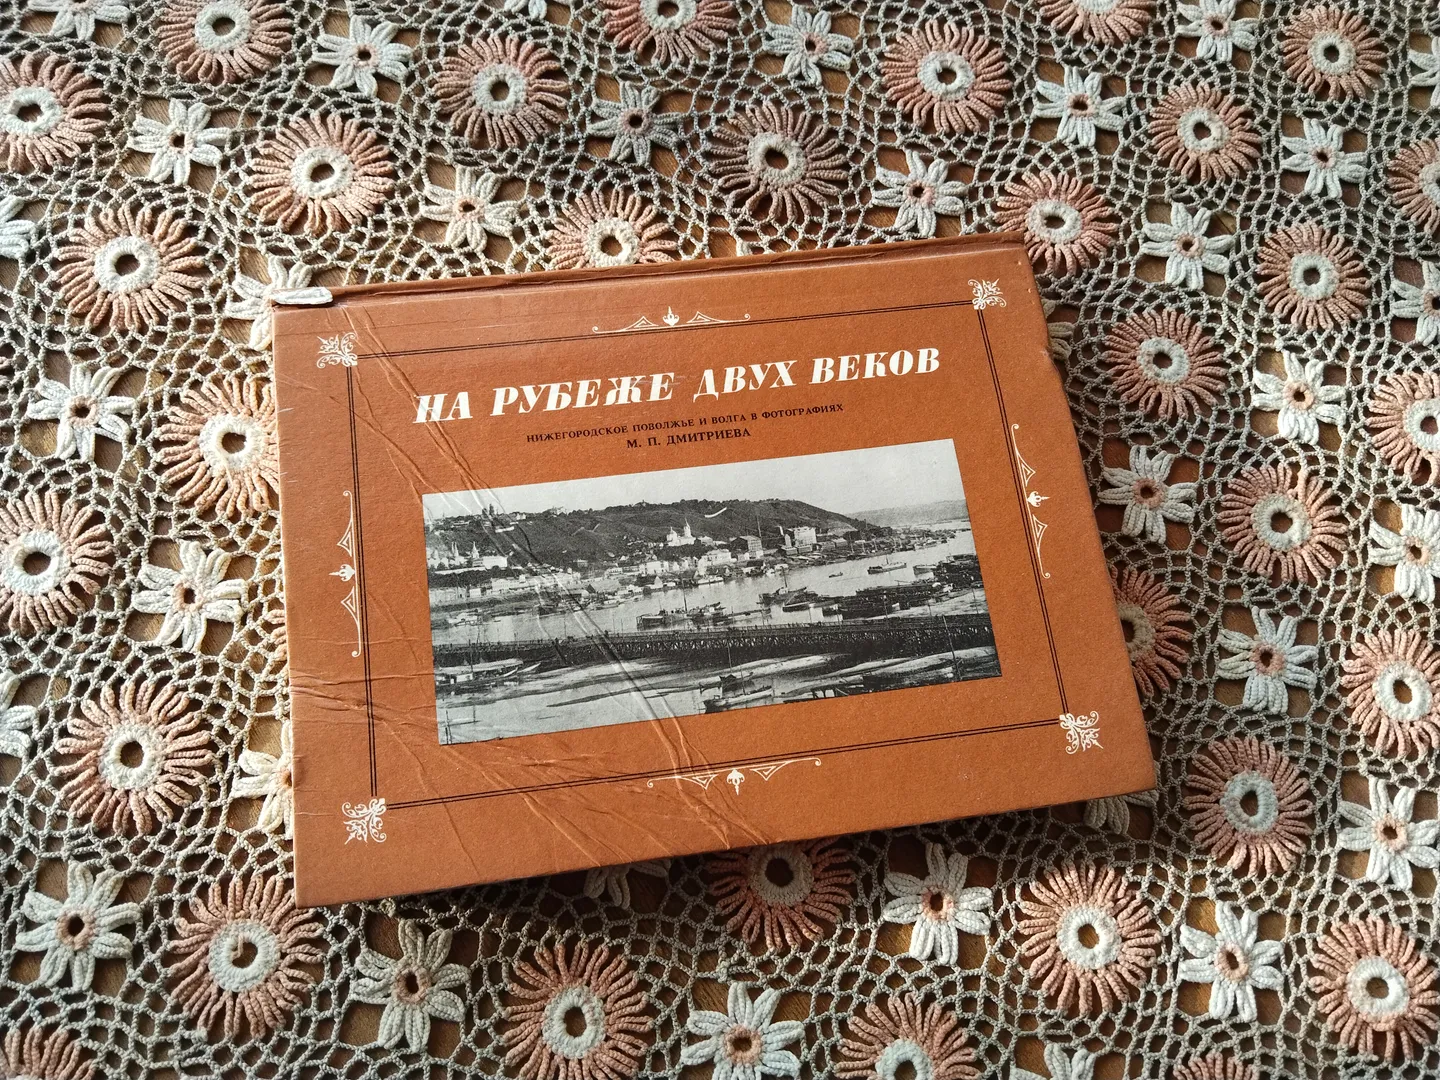 НА РУБЕЖЕ ДВУХ ВЕКОВ
НИЖЕГОРОДСКОЕ ПОВОЛЖЬЕ И ВОЛГА В ФОТОГРАФИЯХ
М. П. ДМИТРИЕВА